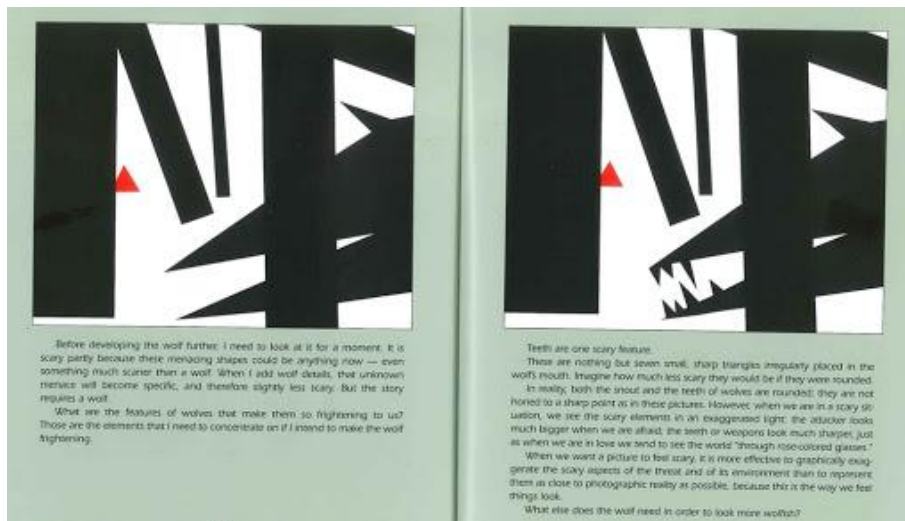 Before developing the wolf further, I need to look at it for a moment. It is
scary partly because these menacing shapes could be anything now — even
something much scarier than a wolf. When I add wolf details, that unknown
menace will become specific, and therefore slightly less scary. But the story
requires a wolf.
What are the features of wolves that make them so frightening to us?
Those are the elements that I need to concentrate on if I intend to make the wolf
frightening.
Teeth are one scary feature.
These are nothing but seven small, sharp triangles irregularly placed in the
wolf's mouth. Imagine how much less scary they would be if they were rounded.
In reality, both the snout and the teeth of wolves are rounded; they are not
honed to a sharp point as in these pictures. However, when we are in a scary sit-
uation, we see the scary elements in an exaggerated light: the attacker looks
much bigger when we are afraid; the teeth or weapons look much sharper, just
as when we are in love we tend to see the world "through rose-colored glasses."
When we want a picture to feel scary, it is more effective to graphically exag-
gerate the scary aspects of the threat and of its environment than to represent
them as close to photographic reality as possible, because this is the way we feel
things look.
What else does the wolf need in order to look more wolfish?